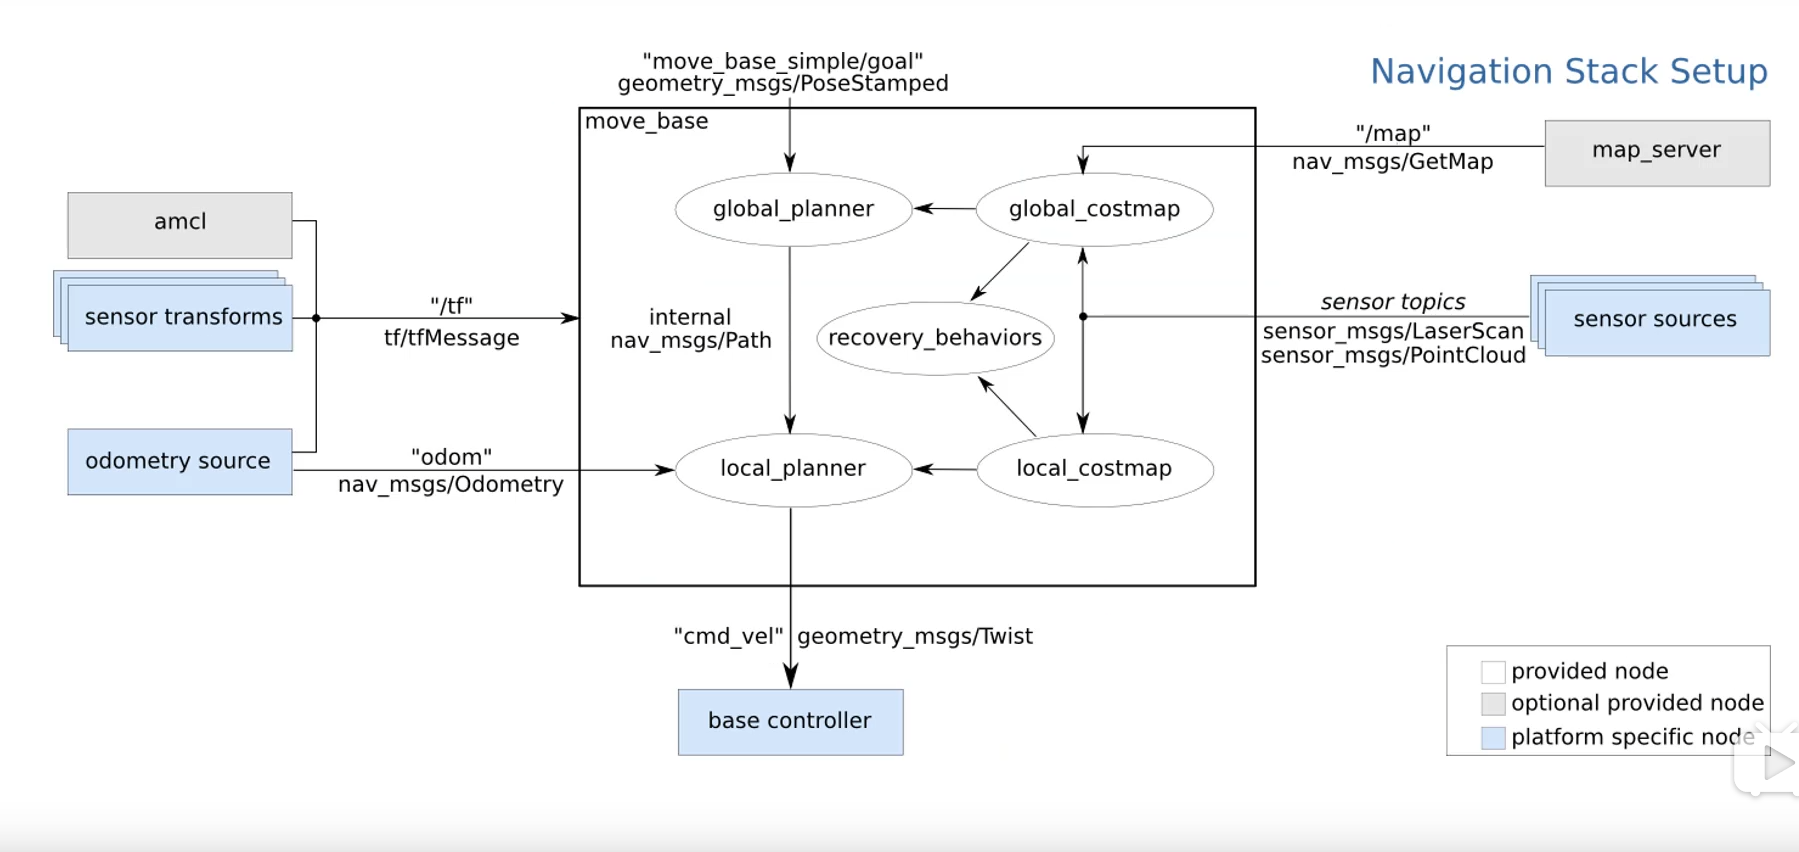 "move_base_simple/goal"
geometry_msgs/PoseStamped
Navigation Stack Setup
move_base
"/map"
nav_msgs/GetMap
map_server
amcl
global_planner
global_costmap
sensor transforms
"/tf"
tf/tfMessage
internal
nav_msgs/Path
recovery_behaviors
sensor topics
sensor_msgs/LaserScan
sensor_msgs/PointCloud
sensor sources
odometry source
"odom"
nav_msgs/Odometry
local_planner
local_costmap
"cmd_vel"
geometry_msgs/Twist
base controller
provided node
optional provided node
platform specific node